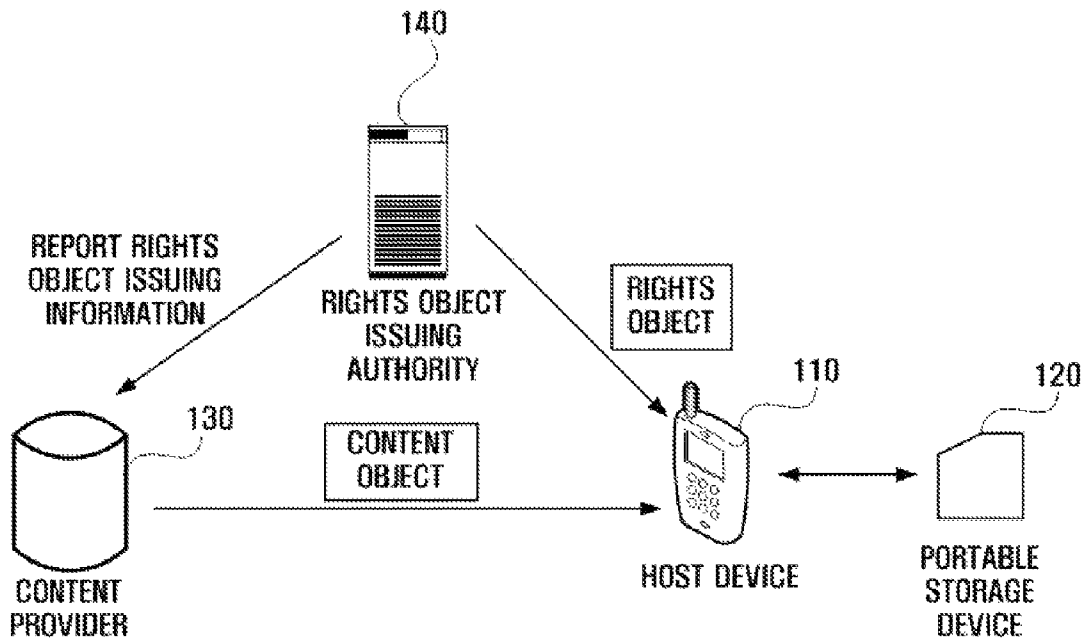 140
REPORT RIGHTS
OBJECT ISSUING
INFORMATION
RIGHTS OBJECT
ISSUING
AUTHORITY
RIGHTS
OBJECT
110
120
130
CONTENT
OBJECT
CONTENT
PROVIDER
HOST DEVICE
PORTABLE
STORAGE
DEVICE